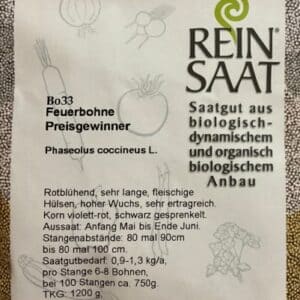 REIN®
SAAT
Saatgut aus
biologisch-
dynamischem
und organisch
biologischem
Anbau
Bo33
Feuerbohne
Preisgewinner
Phaseolus coccineus L.
Rotblühend, sehr lange, fleischige
Hülsen, hoher Wuchs, sehr ertragreich.
Korn violett-rot, schwarz gesprenkelt.
Aussaat: Anfang Mai bis Ende Juni.
Stangenabstände: 80 mal 90cm
bis 80 mal 100 cm.
Saatgutbedarf: 0,9-1,3 kg/a,
pro Stange 6-8 Bohnen,
bei 100 Stangen ca. 750g.
TKG: 1200 g,